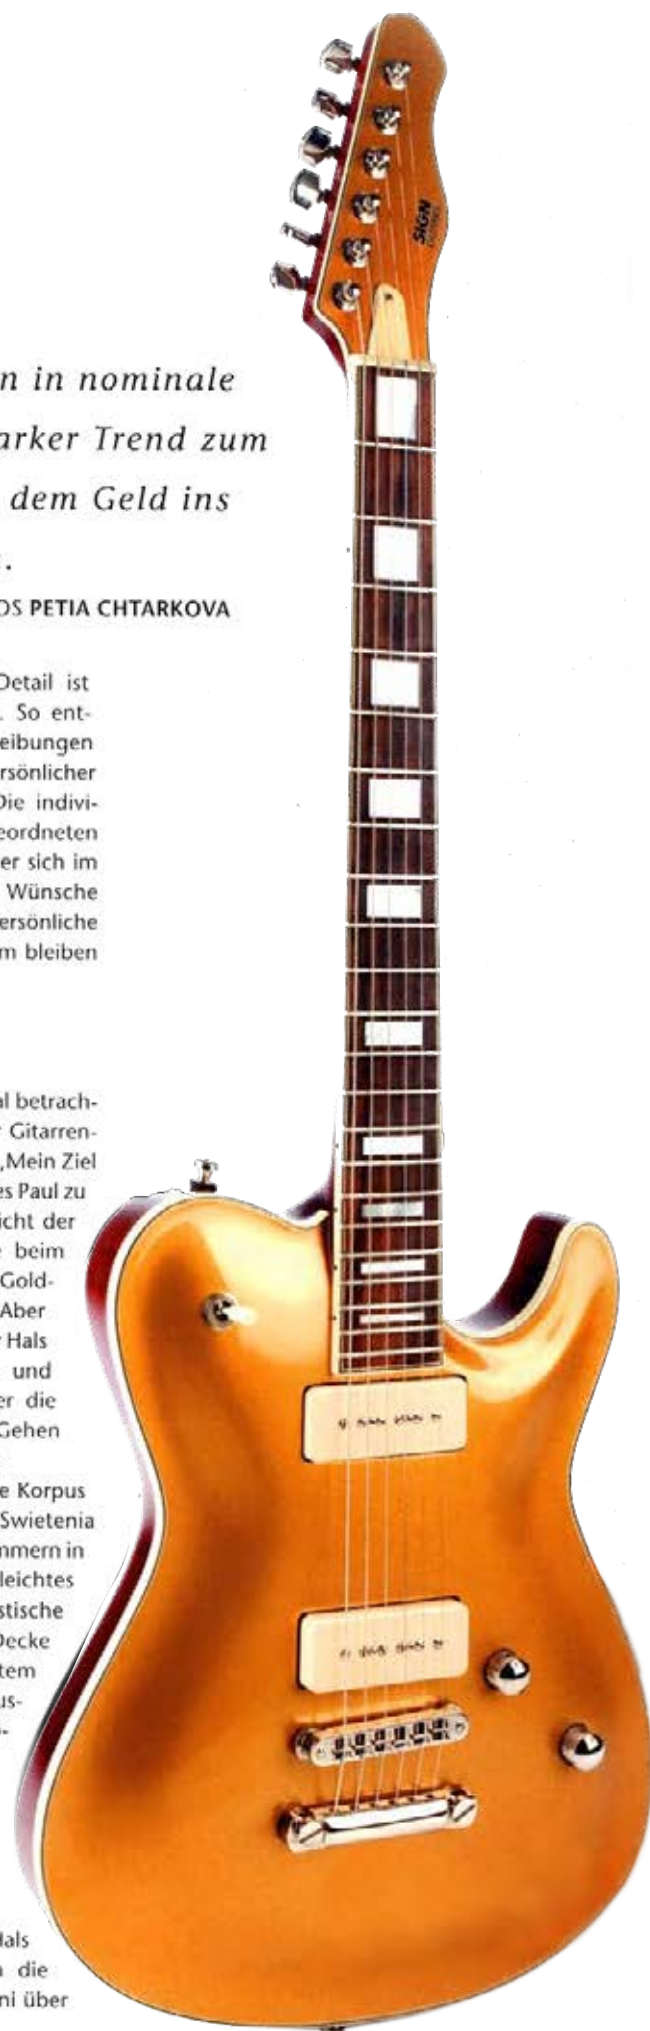 SIGN
GUITARS
n in nominale
arker Trend zum
dem Geld ins
.
OS PETIA CHTARKOVA
Detail ist
. So ent-
eibungen
rsönlicher
Die indivi-
eordneten
er sich im
Wünsche
ersönliche
m bleiben
al betrach-
r Gitarren-
„Mein Ziel
es Paul zu
icht der
e beim
Gold-
Aber
r Hals
und
er die
Gehen
e Korpus
Swietenia
mmern in
leichtes
stische
Decke
tem
us-
-
Hals
n die
ni über